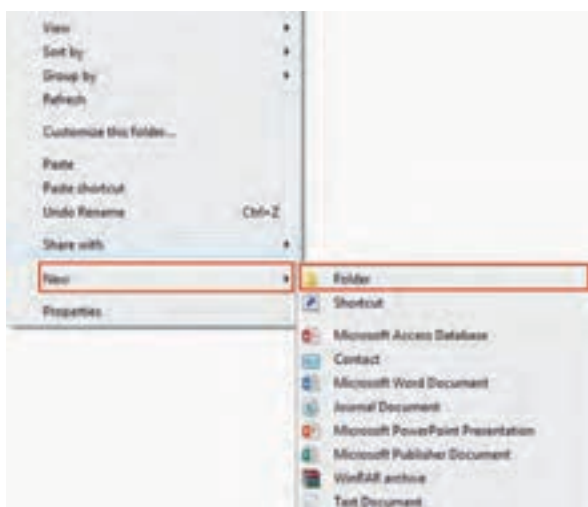 View
Sort by
Group by
Refresh
Customize this folder...
Paste
Paste shortcut
Undo Rename Ctrl+Z
Share with
New
Properties
Folder
Shortcut
Microsoft Access Database
Contact
Microsoft Word Document
Journal Document
Microsoft PowerPoint Presentation
Microsoft Publisher Document
WinRAR archive
Text Document